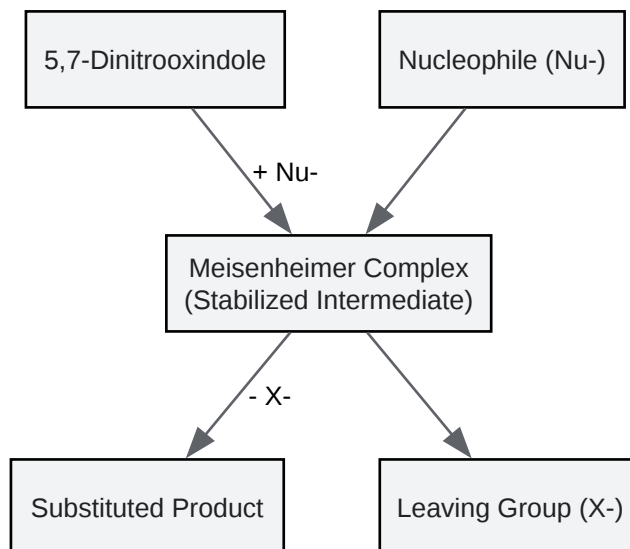 5,7-Dinitrooxindole
Nucleophile (Nu-)
+ Nu-
Meisenheimer Complex
(Stabilized Intermediate)
- X-
Substituted Product
Leaving Group (X-)